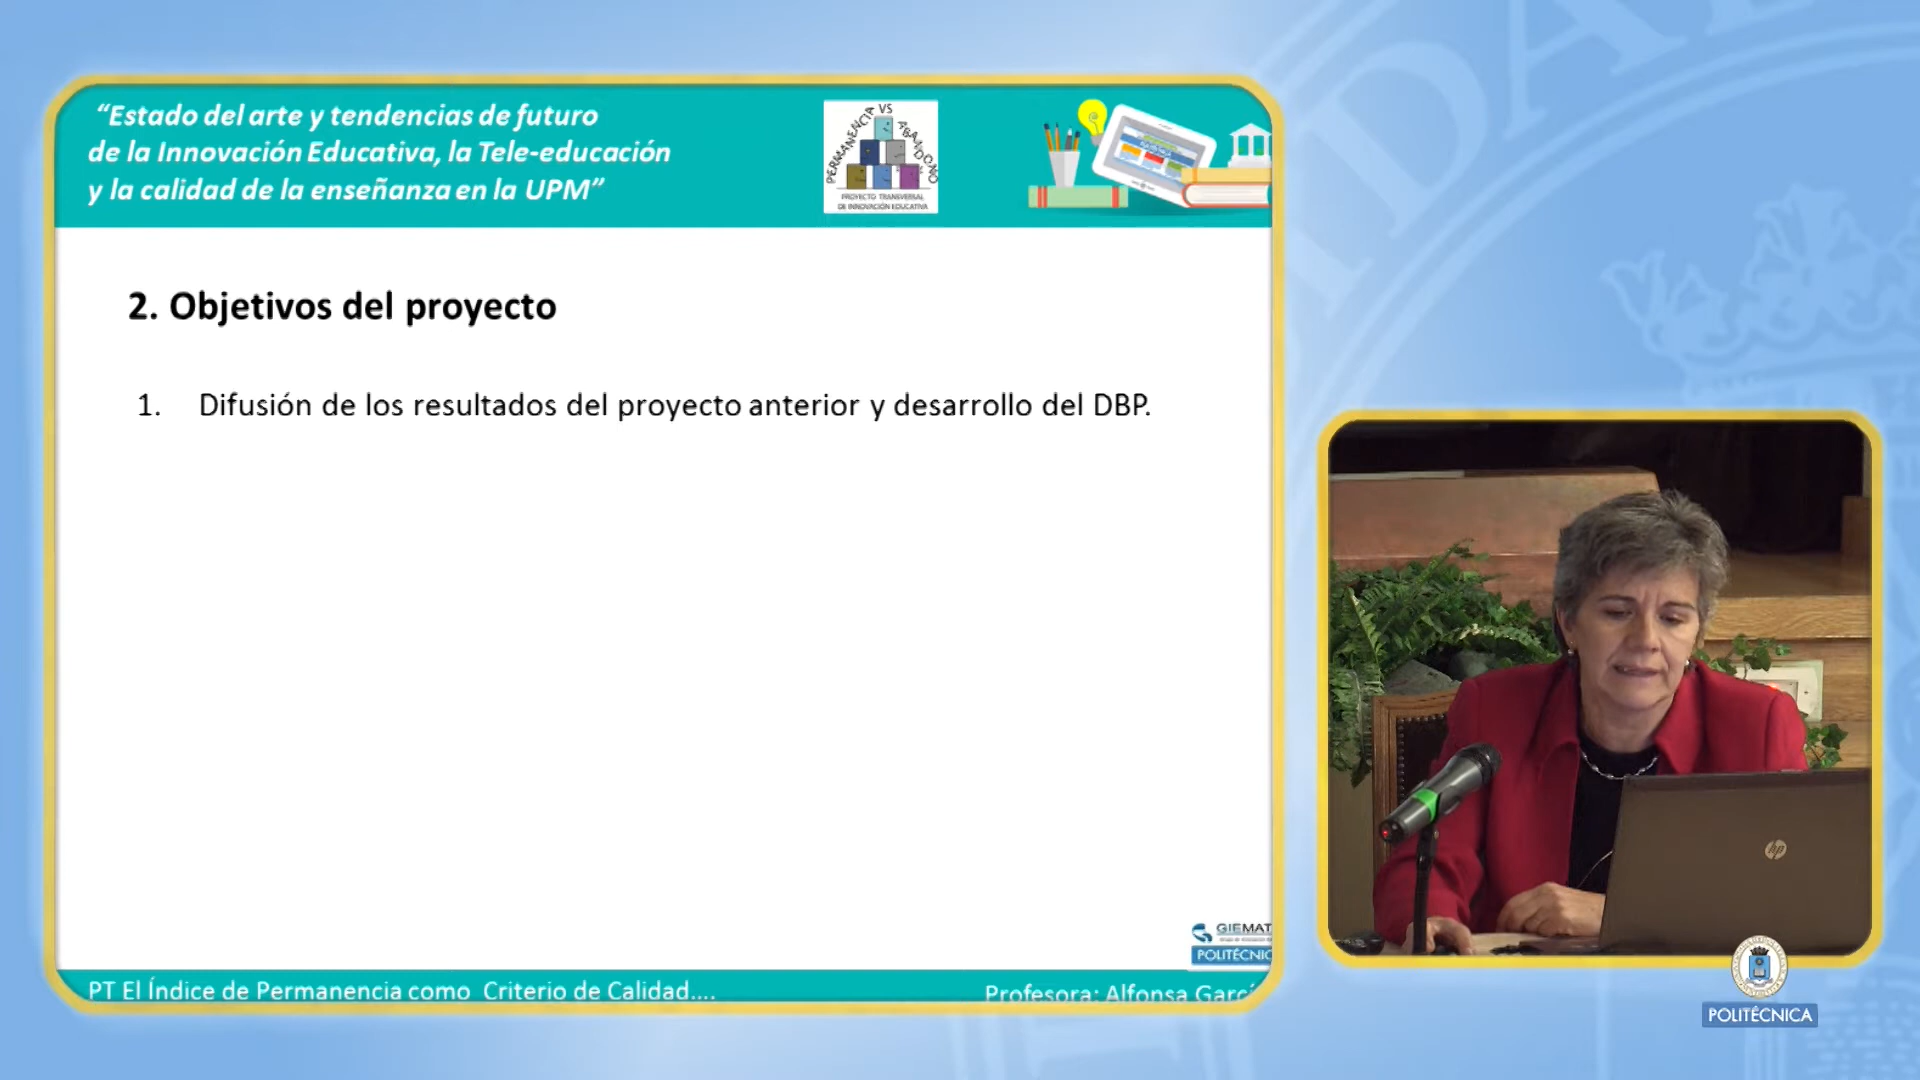 “Estado del arte y tendencias de futuro
de la Innovación Educativa, la Tele-educación
y la calidad de la enseñanza en la UPM”
PERMANENCIA VS ABANDONO
PROYECTO TRANSVERSAL
DE INNOVACIÓN EDUCATIVA
2. Objetivos del proyecto
1. Difusión de los resultados del proyecto anterior y desarrollo del DBP.
GIEMAT
POLITÉCNIC
PT El Índice de Permanencia como Criterio de Calidad....
Profesora: Alfonsa Garcí
hp
POLITÉCNICA